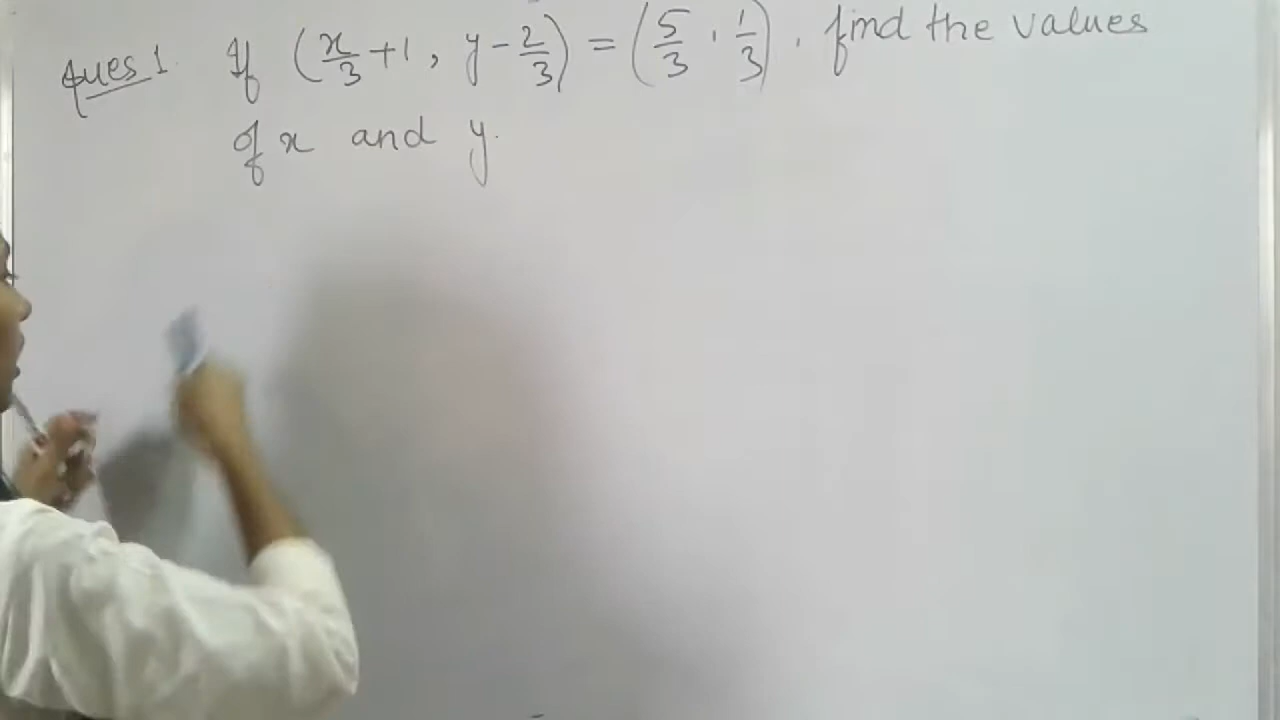 Ques 1. If (x/3 + 1, y - 2/3) = (5/3, 1/3), find the values
of x and y.